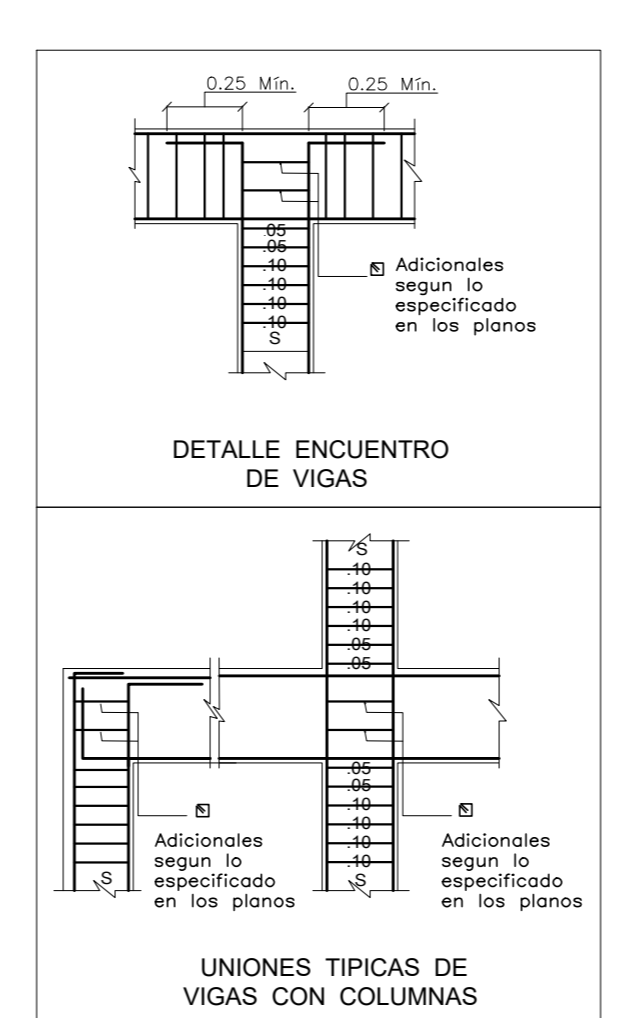 0.25 Mín.
0.25 Mín.
.05
.05
.10
.10
.10
.10
S
Adicionales
segun lo
especificado
en los planos
DETALLE ENCUENTRO
DE VIGAS
S
.10
.10
.10
.10
.05
.05
.05
.05
.10
.10
.10
.10
S
S
Adicionales
segun lo
especificado
en los planos
Adicionales
segun lo
especificado
en los planos
UNIONES TIPICAS DE
VIGAS CON COLUMNAS